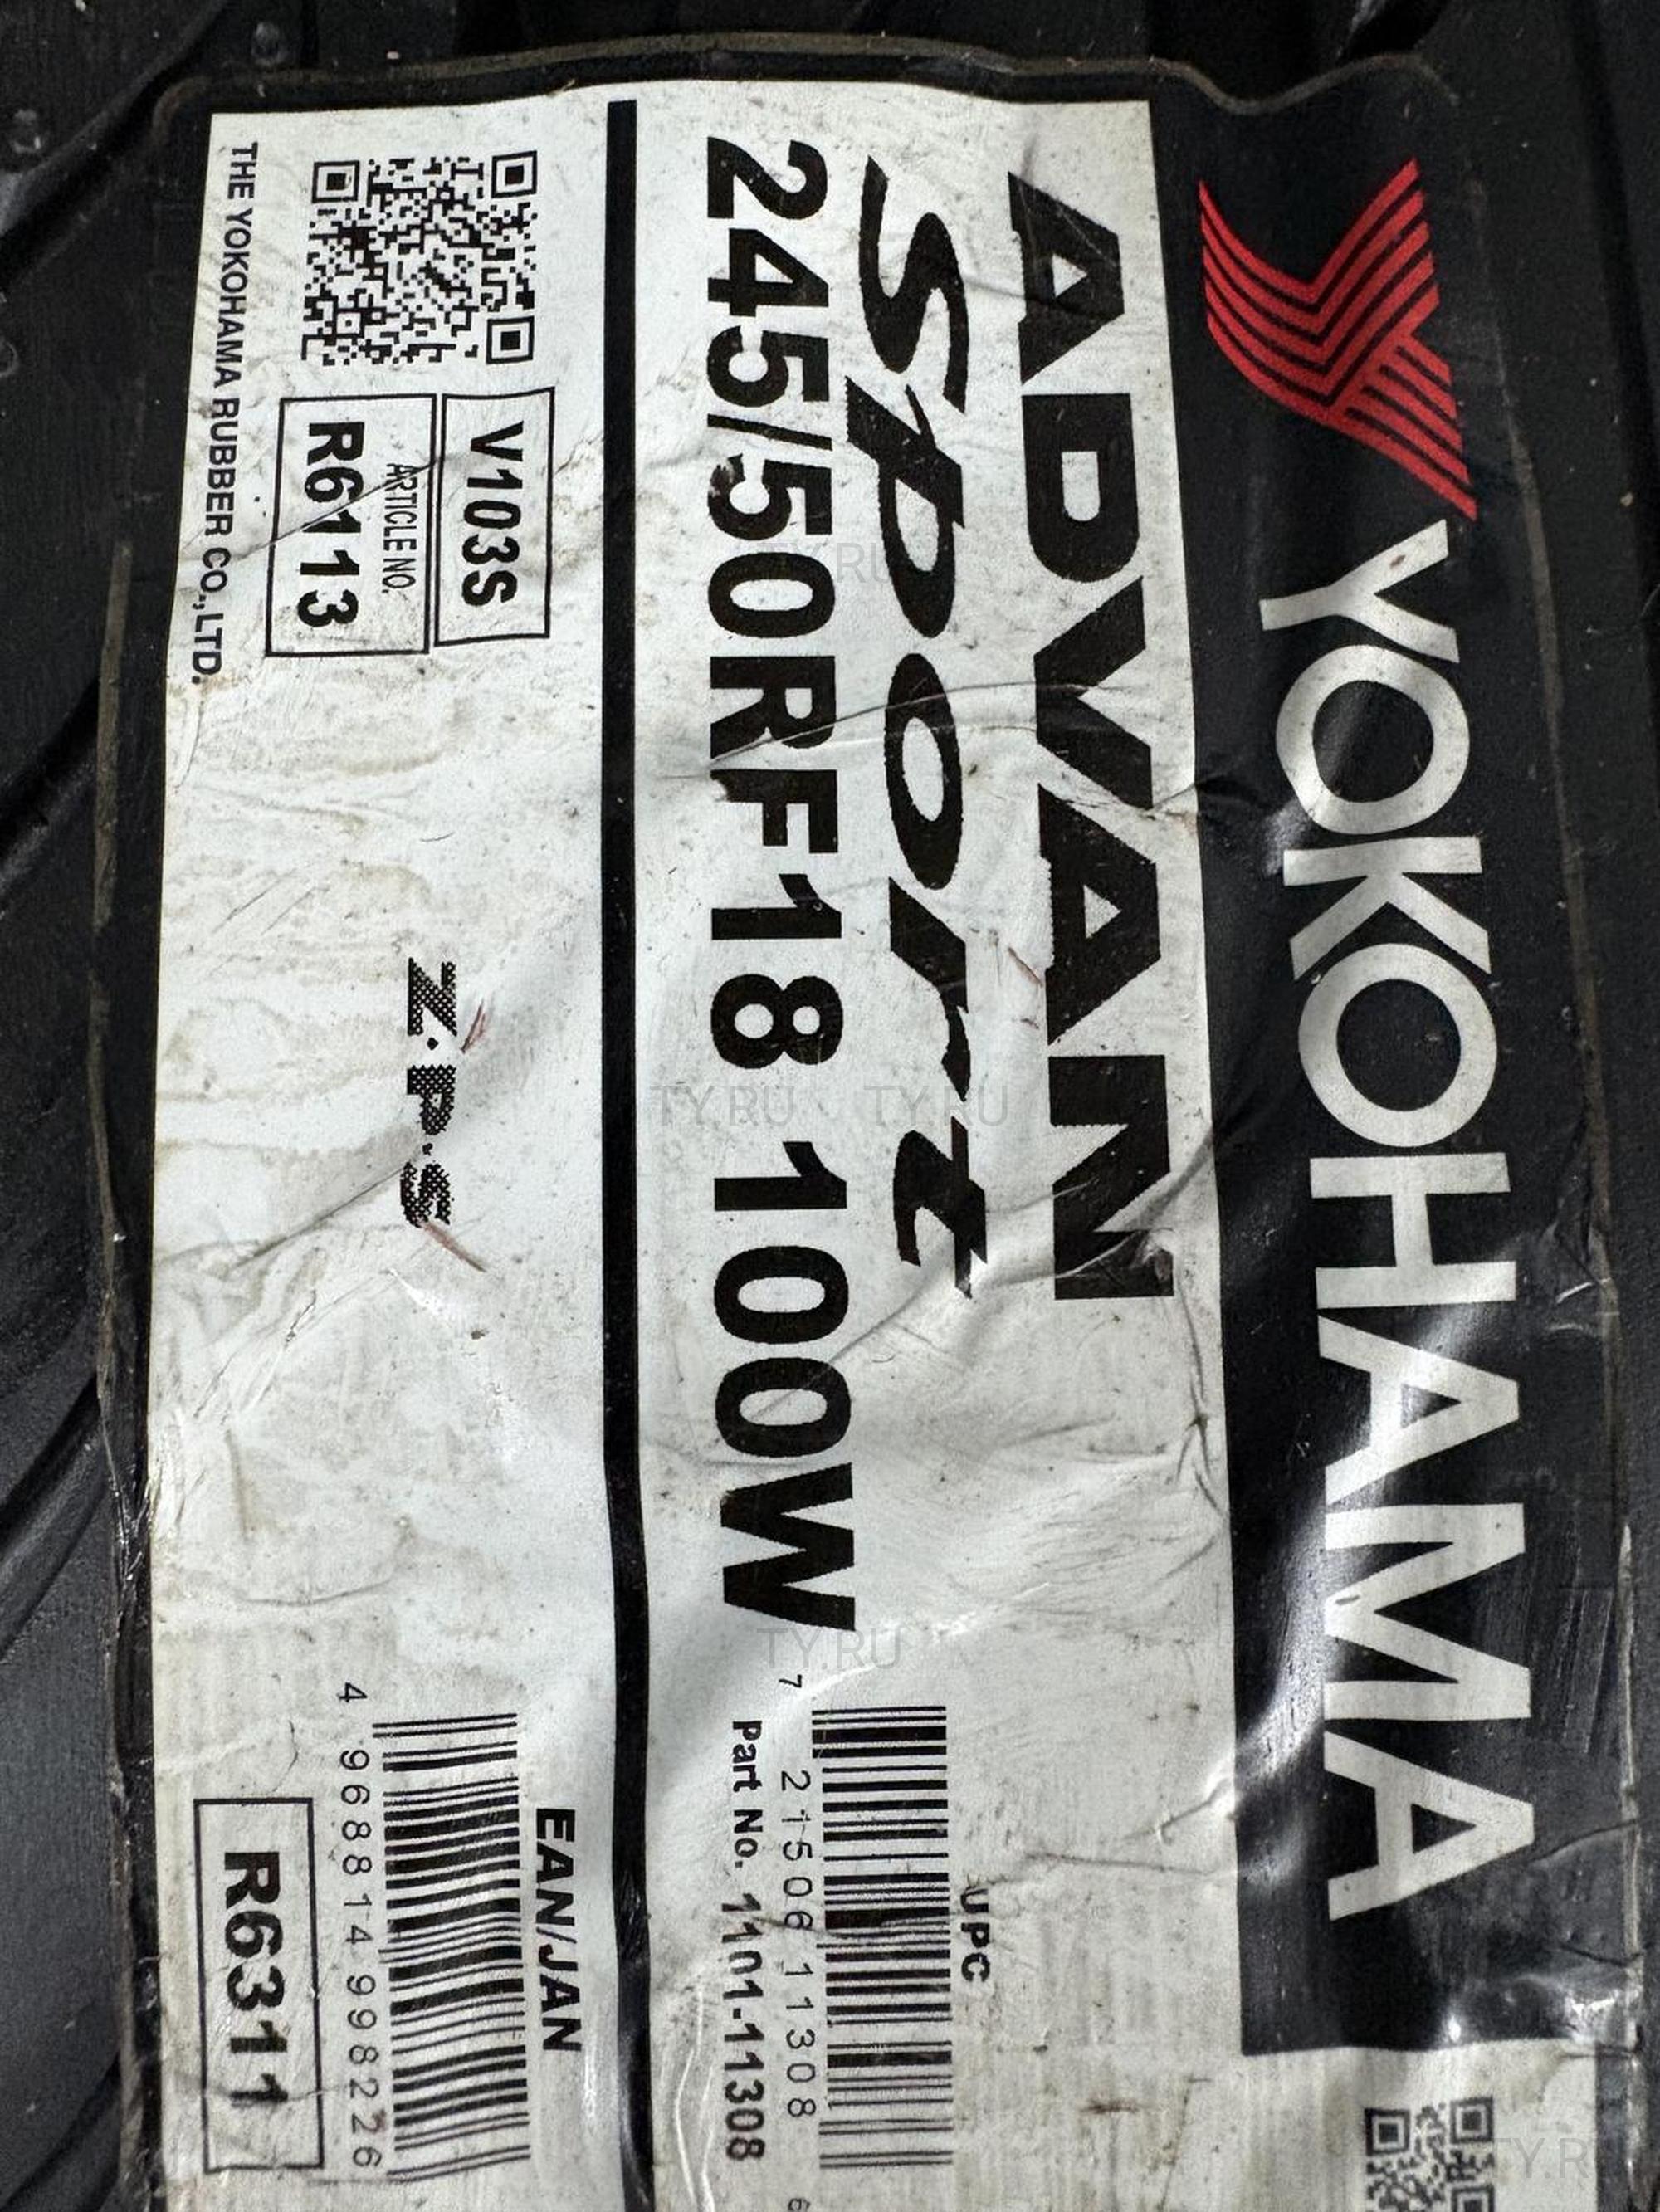 YOKOHAMA
ADVAN
Sport
245/50RF18 100W
UPC
7 21506 11308 6
Part No. 1101-11308
V103S
ARTICLE NO.
R6113
Z·P·S
EAN/JAN
4 968814 998226
R6311
THE YOKOHAMA RUBBER CO.,LTD.
TY.RU
TY.RU
TY.RU
TY.RU